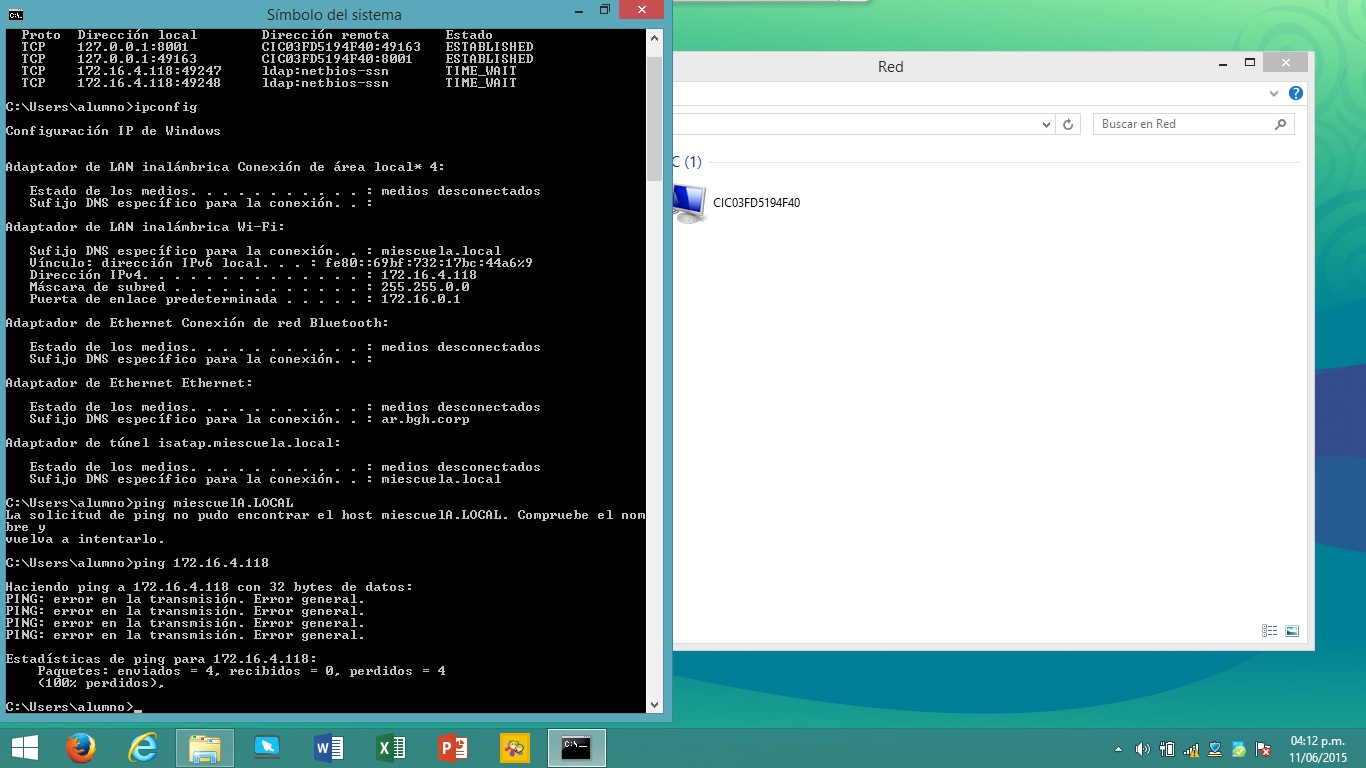 Símbolo del sistema
Proto Dirección local Dirección remota Estado
TCP 127.0.0.1:8001 CIC03FD5194F40:49163 ESTABLISHED
TCP 127.0.0.1:49163 CIC03FD5194F40:8001 ESTABLISHED
TCP 172.16.4.118:49247 ldap:netbios-ssn TIME_WAIT
TCP 172.16.4.118:49248 ldap:netbios-ssn TIME_WAIT
C:\Users\alumno>ipconfig
Configuración IP de Windows
Adaptador de LAN inalámbrica Conexión de área local* 4:
Estado de los medios. . . . . . . . . . . : medios desconectados
Sufijo DNS específico para la conexión. . :
Adaptador de LAN inalámbrica Wi-Fi:
Sufijo DNS específico para la conexión. . : miescuela.local
Vínculo: dirección IPv6 local. . . : fe80::69bf:732:17bc:44a6%9
Dirección IPv4. . . . . . . . . . . . . . : 172.16.4.118
Máscara de subred . . . . . . . . . . . . : 255.255.0.0
Puerta de enlace predeterminada . . . . . : 172.16.0.1
Adaptador de Ethernet Conexión de red Bluetooth:
Estado de los medios. . . . . . . . . . . : medios desconectados
Sufijo DNS específico para la conexión. . :
Adaptador de Ethernet Ethernet:
Estado de los medios. . . . . . . . . . . : medios desconectados
Sufijo DNS específico para la conexión. . : ar.bgh.corp
Adaptador de túnel isatap.miescuela.local:
Estado de los medios. . . . . . . . . . . : medios desconectados
Sufijo DNS específico para la conexión. . : miescuela.local
C:\Users\alumno>ping miescuelA.LOCAL
La solicitud de ping no pudo encontrar el host miescuelA.LOCAL. Compruebe el nom
bre y
vuelva a intentarlo.
C:\Users\alumno>ping 172.16.4.118
Haciendo ping a 172.16.4.118 con 32 bytes de datos:
PING: error en la transmisión. Error general.
PING: error en la transmisión. Error general.
PING: error en la transmisión. Error general.
PING: error en la transmisión. Error general.
Estadísticas de ping para 172.16.4.118:
Paquetes: enviados = 4, recibidos = 0, perdidos = 4
(100% perdidos),
C:\Users\alumno>_
Red
Buscar en Red
C (1)
CIC03FD5194F40
04:12 p.m.
11/06/2015